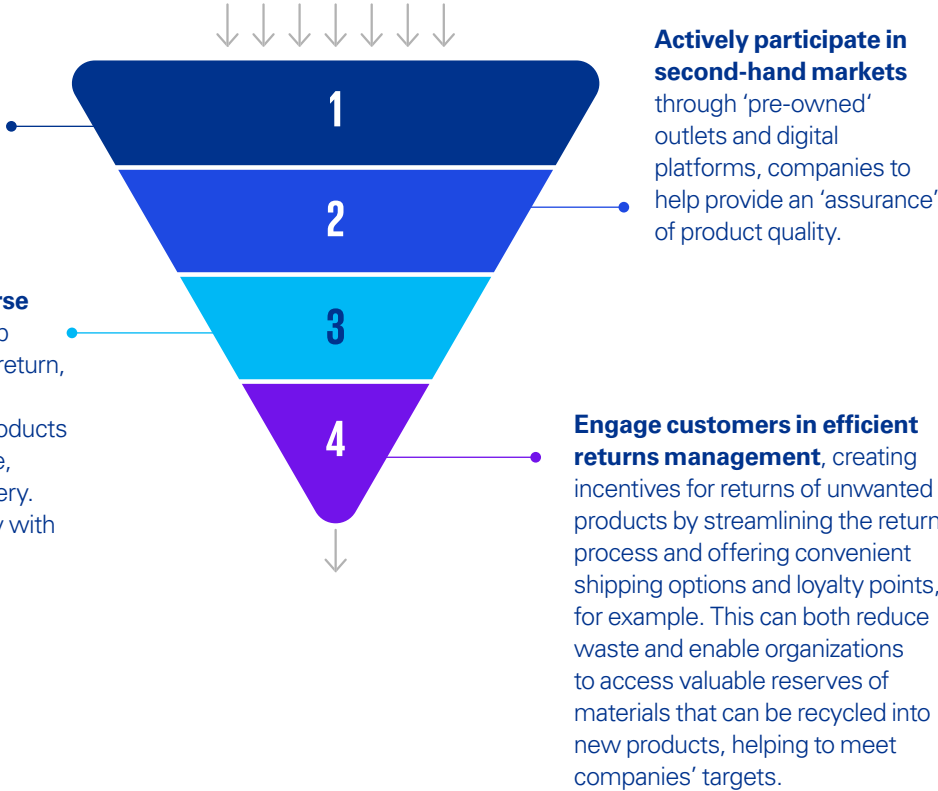 1
2
3
4
Actively participate in
second-hand markets
through ‘pre-owned‘
outlets and digital
platforms, companies to
help provide an ‘assurance’
of product quality.
return,
with
Engage customers in efficient
returns management, creating
incentives for returns of unwanted
products by streamlining the return
process and offering convenient
shipping options and loyalty points,
for example. This can both reduce
waste and enable organizations
to access valuable reserves of
materials that can be recycled into
new products, helping to meet
companies’ targets.